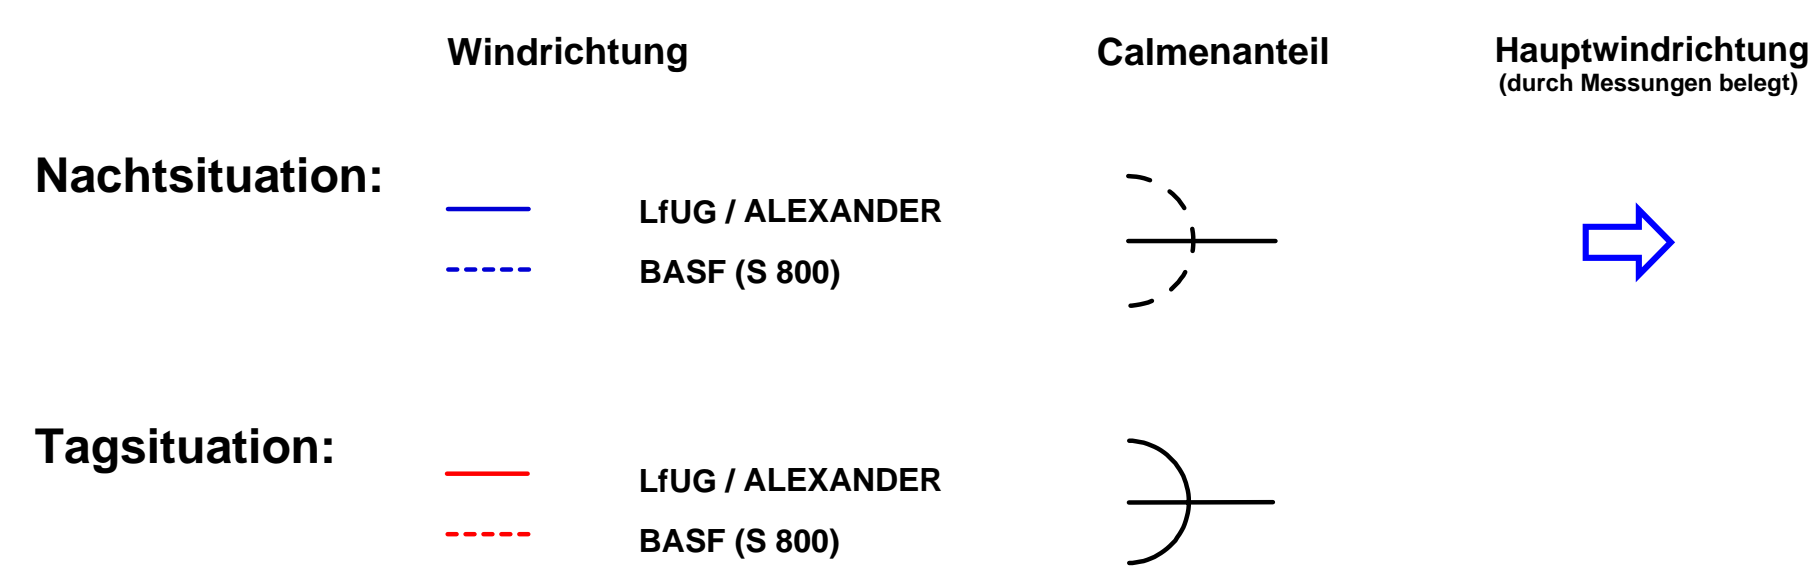 Windrichtung Calmenanteil Hauptwindrichtung
(durch Messungen belegt)
Nachtsituation:
LfUG / ALEXANDER
BASF (S 800)
Tagsituation:
LfUG / ALEXANDER
BASF (S 800)